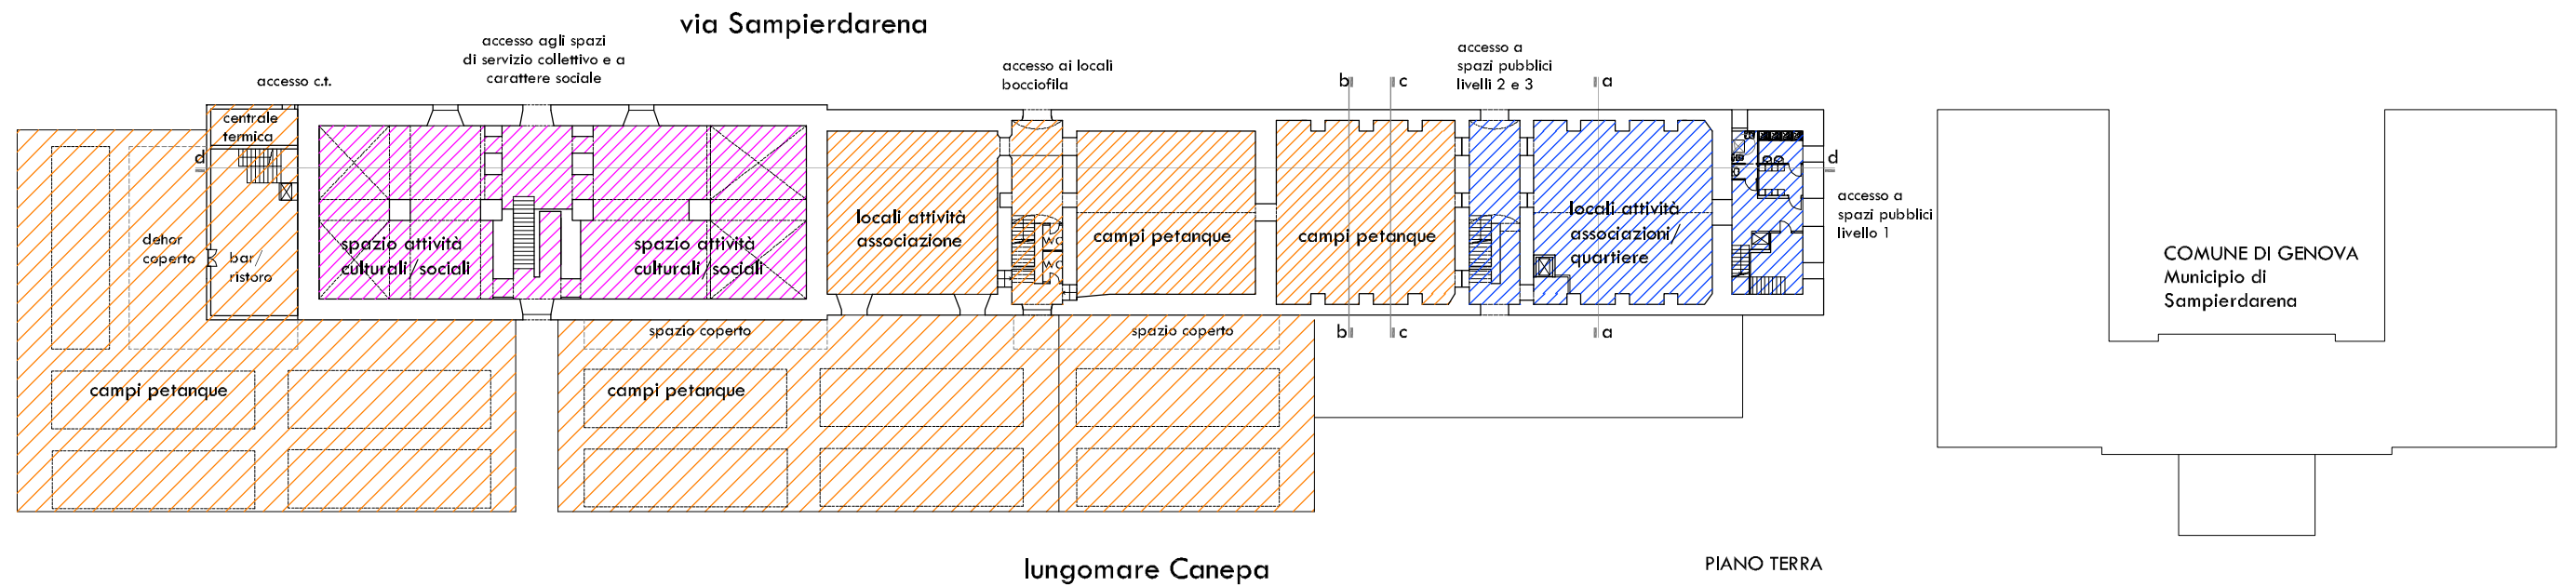 via Sampierdarena
accesso agli spazi
di servizio collettivo e a
carattere sociale
accesso c.t.
accesso ai locali
bocciofila
accesso a
spazi pubblici
livelli 2 e 3
b
c
a
centrale
termica
d
d
accesso a
spazi pubblici
livello 1
dehor
coperto
bar/
ristoro
spazio attività
culturali/sociali
spazio attività
culturali/sociali
locali attività
associazione
WC
WC
campi petanque
campi petanque
locali attività
associazioni/
quartiere
COMUNE DI GENOVA
Municipio di
Sampierdarena
spazio coperto
spazio coperto
b
c
a
campi petanque
campi petanque
lungomare Canepa
PIANO TERRA